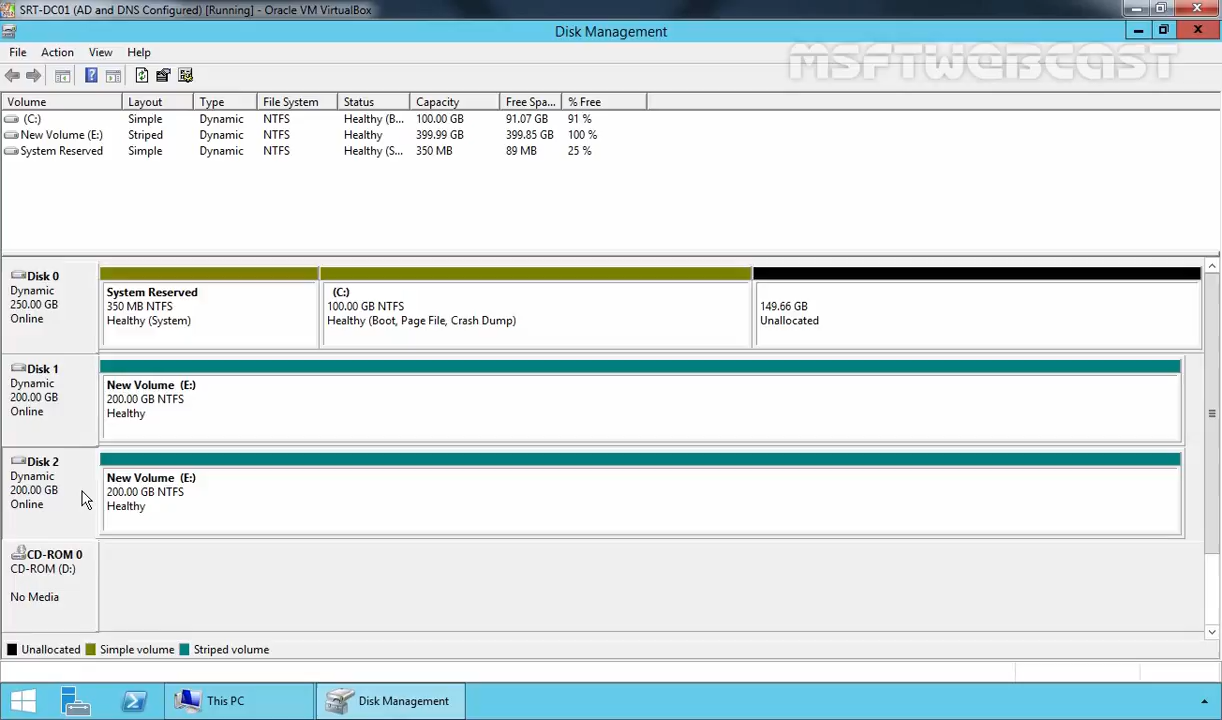 SRT-DC01 (AD and DNS Configured) [Running] - Oracle VM VirtualBox
Disk Management
File Action View Help
MSFTWEBCAST
Volume Layout Type File System Status Capacity Free Spa... % Free
(C:) Simple Dynamic NTFS Healthy (B... 100.00 GB 91.07 GB 91 %
New Volume (E:) Striped Dynamic NTFS Healthy 399.99 GB 399.85 GB 100 %
System Reserved Simple Dynamic NTFS Healthy (S... 350 MB 89 MB 25 %
Disk 0
Dynamic
250.00 GB
Online
System Reserved
350 MB NTFS
Healthy (System)
(C:)
100.00 GB NTFS
Healthy (Boot, Page File, Crash Dump)
149.66 GB
Unallocated
Disk 1
Dynamic
200.00 GB
Online
New Volume (E:)
200.00 GB NTFS
Healthy
Disk 2
Dynamic
200.00 GB
Online
New Volume (E:)
200.00 GB NTFS
Healthy
CD-ROM 0
CD-ROM (D:)
No Media
Unallocated Simple volume Striped volume
This PC Disk Management